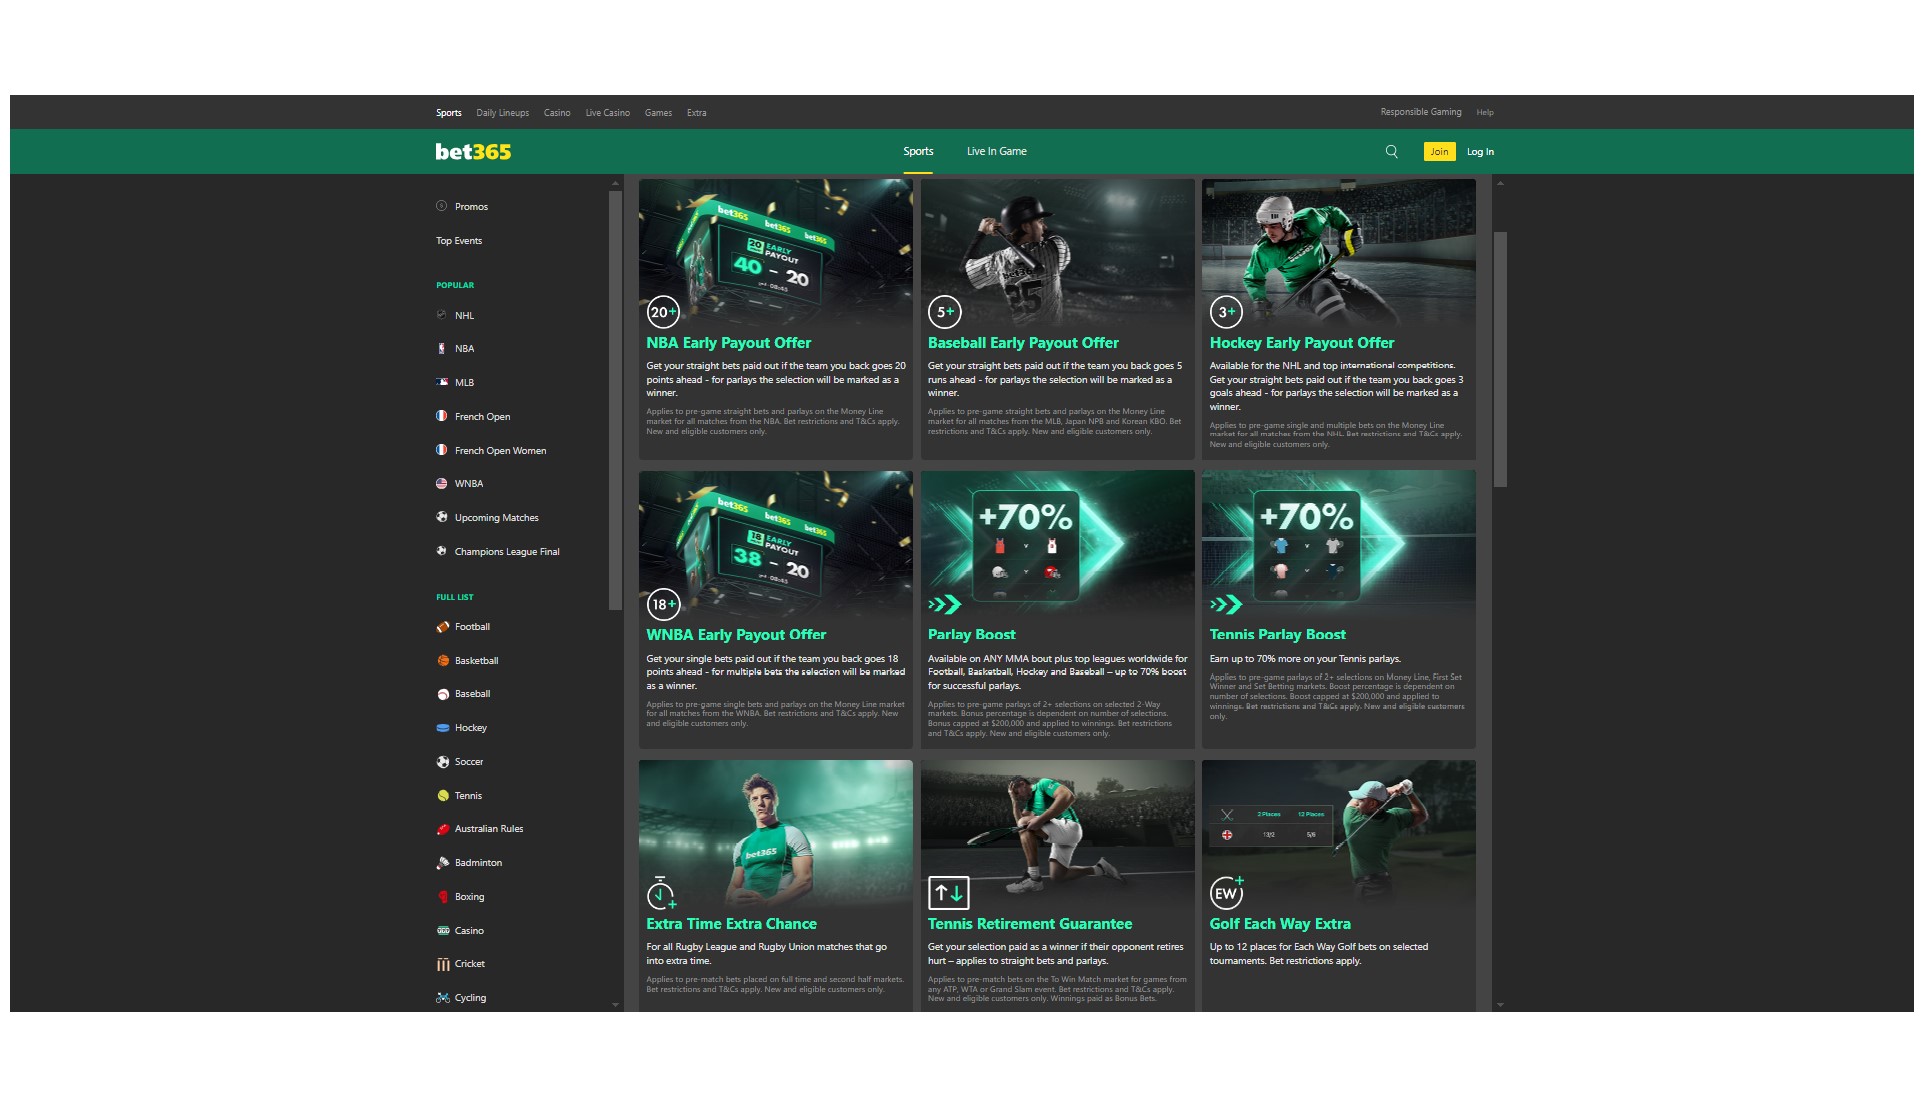 Sports Daily Lineups Casino Live Casino Games Extra Responsible Gaming Help
bet365 Sports Live In Game Join Log In
Promos
Top Events
POPULAR
NHL
NBA
MLB
French Open
French Open Women
WNBA
Upcoming Matches
Champions League Final
FULL LIST
Football
Basketball
Baseball
Hockey
Soccer
Tennis
Australian Rules
Badminton
Boxing
Casino
Cricket
Cycling
bet365 bet365 bet365
20 EARLY
PAYOUT
40 - 20
20+
NBA Early Payout Offer
Get your straight bets paid out if the team you back goes 20
points ahead - for parlays the selection will be marked as a
winner.
Applies to pre-game straight bets and parlays on the Money Line
market for all matches from the NBA. Bet restrictions and T&Cs apply.
New and eligible customers only.
bet365
25
5+
Baseball Early Payout Offer
Get your straight bets paid out if the team you back goes 5
runs ahead - for parlays the selection will be marked as a
winner.
Applies to pre-game straight bets and parlays on the Money Line
market for all matches from the MLB, Japan NPB and Korean KBO. Bet
restrictions and T&Cs apply. New and eligible customers only.
3+
Hockey Early Payout Offer
Available for the NHL and top international competitions.
Get your straight bets paid out if the team you back goes 3
goals ahead - for parlays the selection will be marked as a
winner.
Applies to pre-game single and multiple bets on the Money Line
market for all matches from the NHL. Bet restrictions and T&Cs apply.
New and eligible customers only.
bet365 bet365 bet365
18 EARLY
PAYOUT
38 - 20
18+
WNBA Early Payout Offer
Get your single bets paid out if the team you back goes 18
points ahead - for multiple bets the selection will be marked
as a winner.
Applies to pre-game single bets and parlays on the Money Line market
for all matches from the WNBA. Bet restrictions and T&Cs apply. New
and eligible customers only.
+70%
v
v
Parlay Boost
Available on ANY MMA bout plus top leagues worldwide for
Football, Basketball, Hockey and Baseball – up to 70% boost
for successful parlays.
Applies to pre-game parlays of 2+ selections on selected 2-Way
markets. Bonus percentage is dependent on number of selections.
Bonus capped at $200,000 and applied to winnings. Bet restrictions
and T&Cs apply. New and eligible customers only.
+70%
v
v
Tennis Parlay Boost
Earn up to 70% more on your Tennis parlays.
Applies to pre-game parlays of 2+ selections on Money Line, First Set
Winner and Set Betting markets. Boost percentage is dependent on
number of selections. Boost capped at $200,000 and applied to
winnings. Bet restrictions and T&Cs apply. New and eligible customers
only.
bet365
Extra Time Extra Chance
For all Rugby League and Rugby Union matches that go
into extra time.
Applies to pre-match bets placed on full time and second half markets.
Bet restrictions and T&Cs apply. New and eligible customers only.
Tennis Retirement Guarantee
Get your selection paid as a winner if their opponent retires
hurt – applies to straight bets and parlays.
Applies to pre-match bets on the To Win Match market for games from
any ATP, WTA or Grand Slam event. Bet restrictions and T&Cs apply.
New and eligible customers only. Winnings paid as Bonus Bets.
2 Places 12 Places
13/2 5/6
EW+
Golf Each Way Extra
Up to 12 places for Each Way Golf bets on selected
tournaments. Bet restrictions apply.